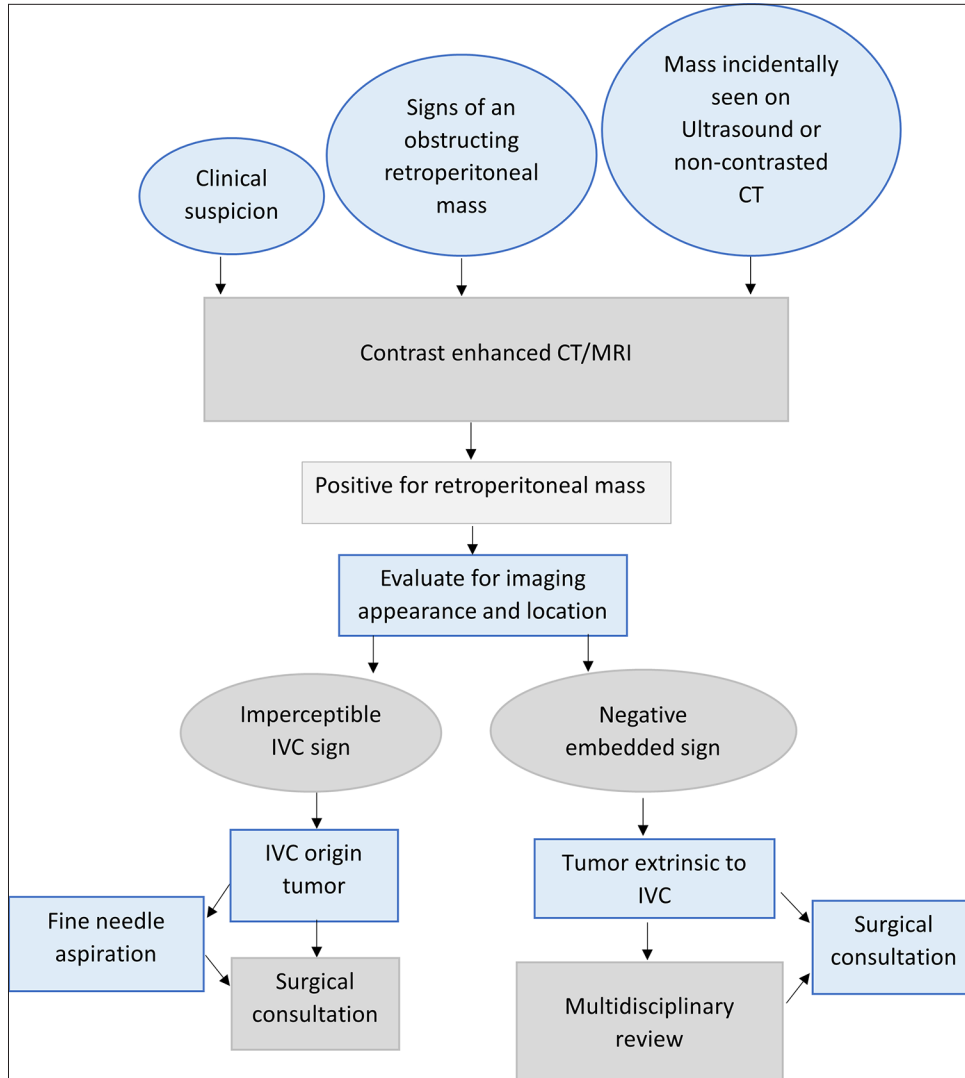 Clinical
suspicion
Signs of an
obstructing
retroperitoneal
mass
Mass incidentally
seen on
Ultrasound or
non-contrasted
CT
Contrast enhanced CT/MRI
Positive for retroperitoneal mass
Evaluate for imaging
appearance and location
Imperceptible
IVC sign
Negative
embedded sign
IVC origin
tumor
Tumor extrinsic to
IVC
Fine needle
aspiration
Surgical
consultation
Multidisciplinary
review
Surgical
consultation